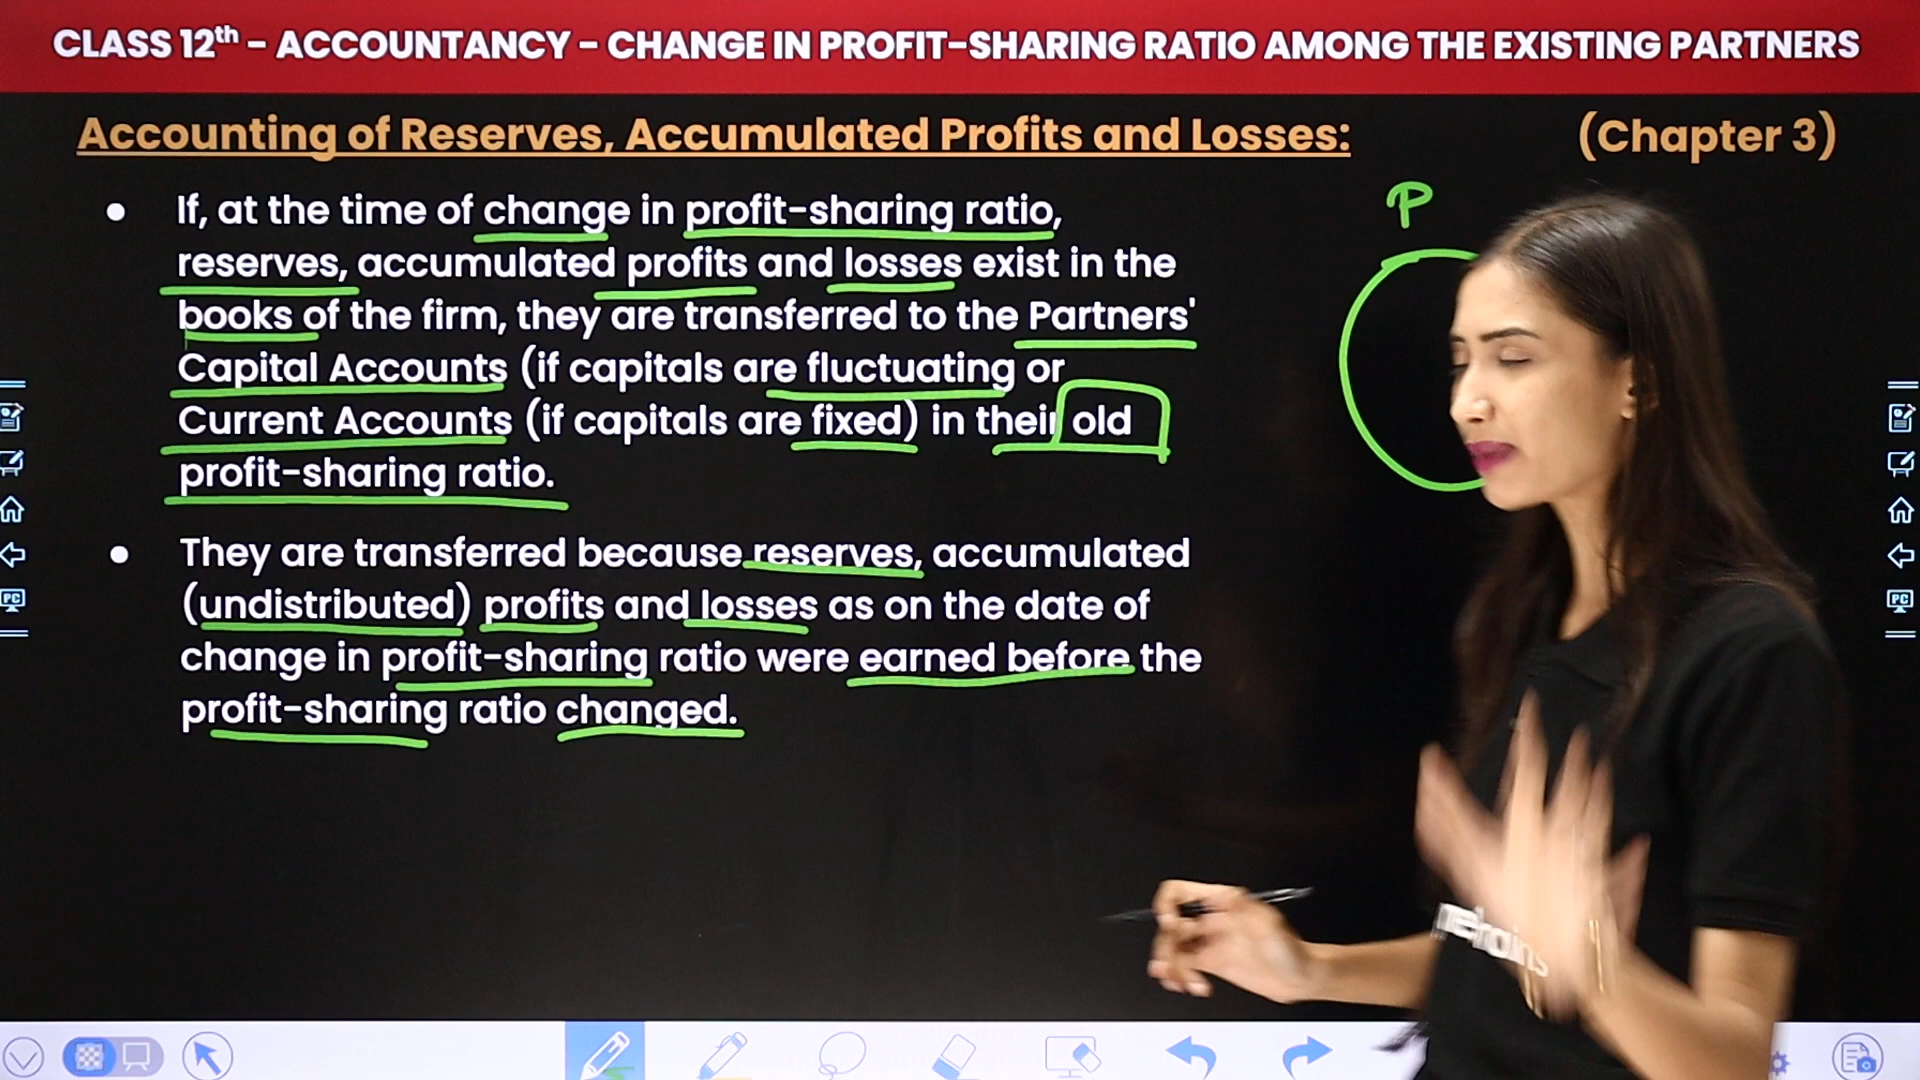 CLASS 12th - ACCOUNTANCY - CHANGE IN PROFIT-SHARING RATIO AMONG THE EXISTING PARTNERS
Accounting of Reserves, Accumulated Profits and Losses:
(Chapter 3)
P
• If, at the time of change in profit-sharing ratio,
reserves, accumulated profits and losses exist in the
books of the firm, they are transferred to the Partners'
Capital Accounts (if capitals are fluctuating or
Current Accounts (if capitals are fixed) in their old
profit-sharing ratio.
• They are transferred because reserves, accumulated
(undistributed) profits and losses as on the date of
change in profit-sharing ratio were earned before the
profit-sharing ratio changed.
PC
PC